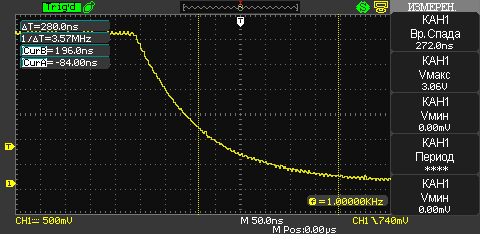 Trig'd
ИЗМЕРЕН.
ΔT=280.0ns
1/ΔT=3.57MHz
CurB=196.0ns
CurA=-84.00ns
КАН1
Вр.Спада
272.0ns
КАН1
Vмакс
3.06V
КАН1
Vмин
0.00mV
КАН1
Период
****
КАН1
Vмин
0.00mV
T
T
1
f=1.00000KHz
CH1 500mV
M 50.0ns
CH1 740mV
M Pos:0.00µs